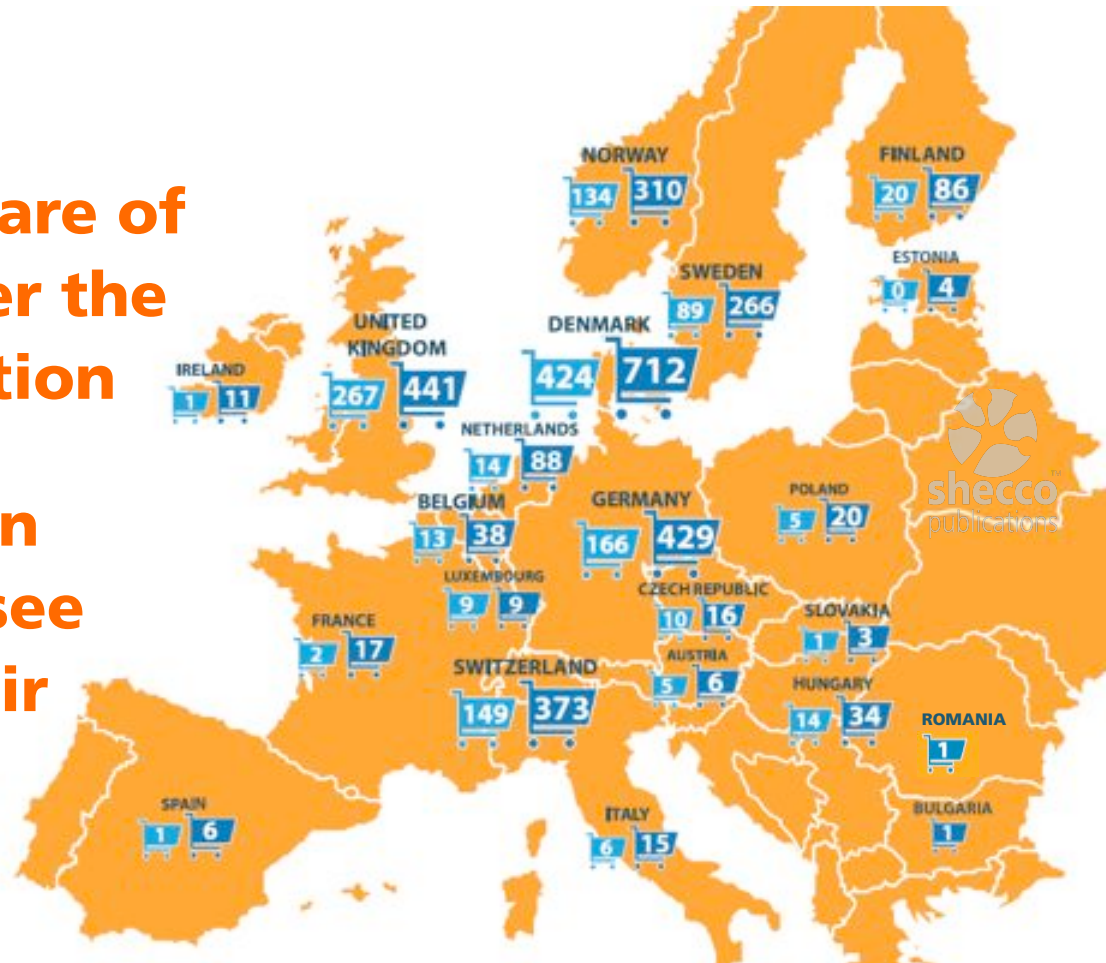 are of
er the
tion
n
see
ir
NORWAY
134 310
FINLAND
20 86
ESTONIA
0 4
SWEDEN
89 266
UNITED
KINGDOM
267 441
DENMARK
424 712
IRELAND
1 11
NETHERLANDS
14 88
BELGIUM
13 38
GERMANY
166 429
POLAND
5 20
shecco™
publications
LUXEMBOURG
9 9
CZECH REPUBLIC
10 16
SLOVAKIA
1 3
FRANCE
2 17
SWITZERLAND
149 373
AUSTRIA
5 6
HUNGARY
14 34
ROMANIA
1
SPAIN
1 6
ITALY
6 15
BULGARIA
1